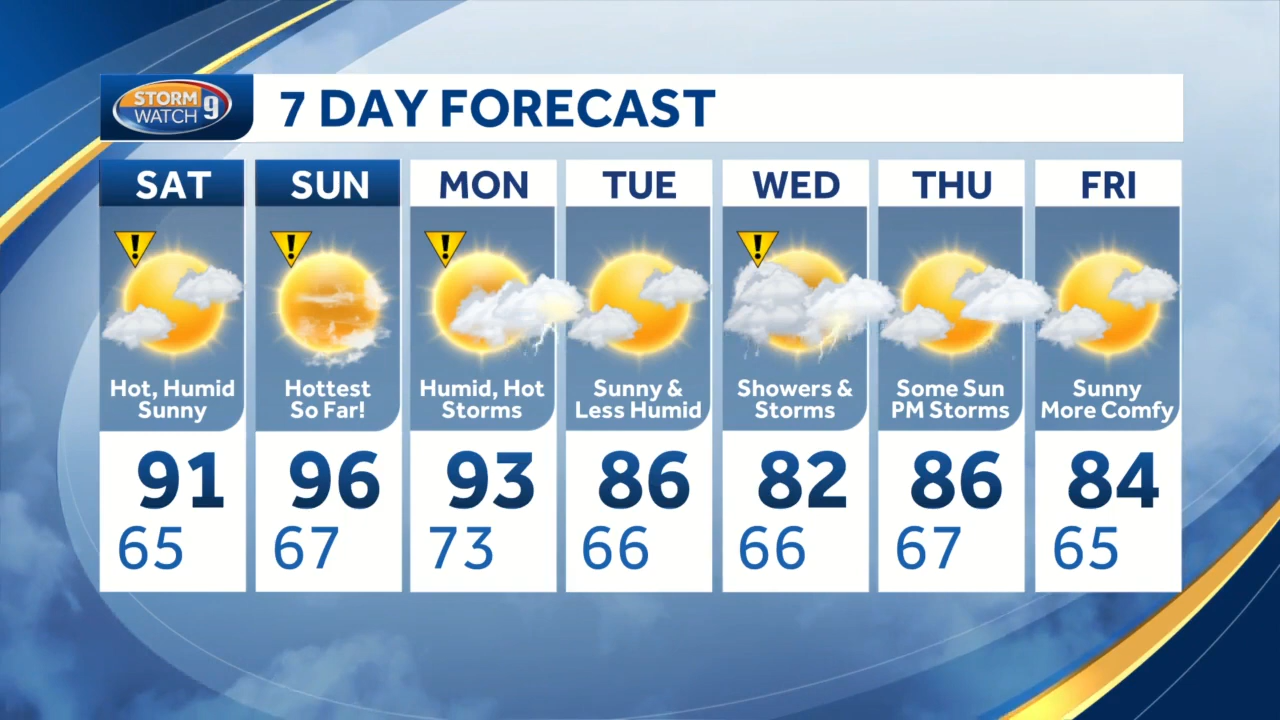 STORM
WATCH 9
7 DAY FORECAST
SAT
SUN
MON
TUE
WED
THU
FRI
!
!
!
!
Hot, Humid
Sunny
Hottest
So Far!
Humid, Hot
Storms
Sunny &
Less Humid
Showers &
Storms
Some Sun
PM Storms
Sunny
More Comfy
91
96
93
86
82
86
84
65
67
73
66
66
67
65